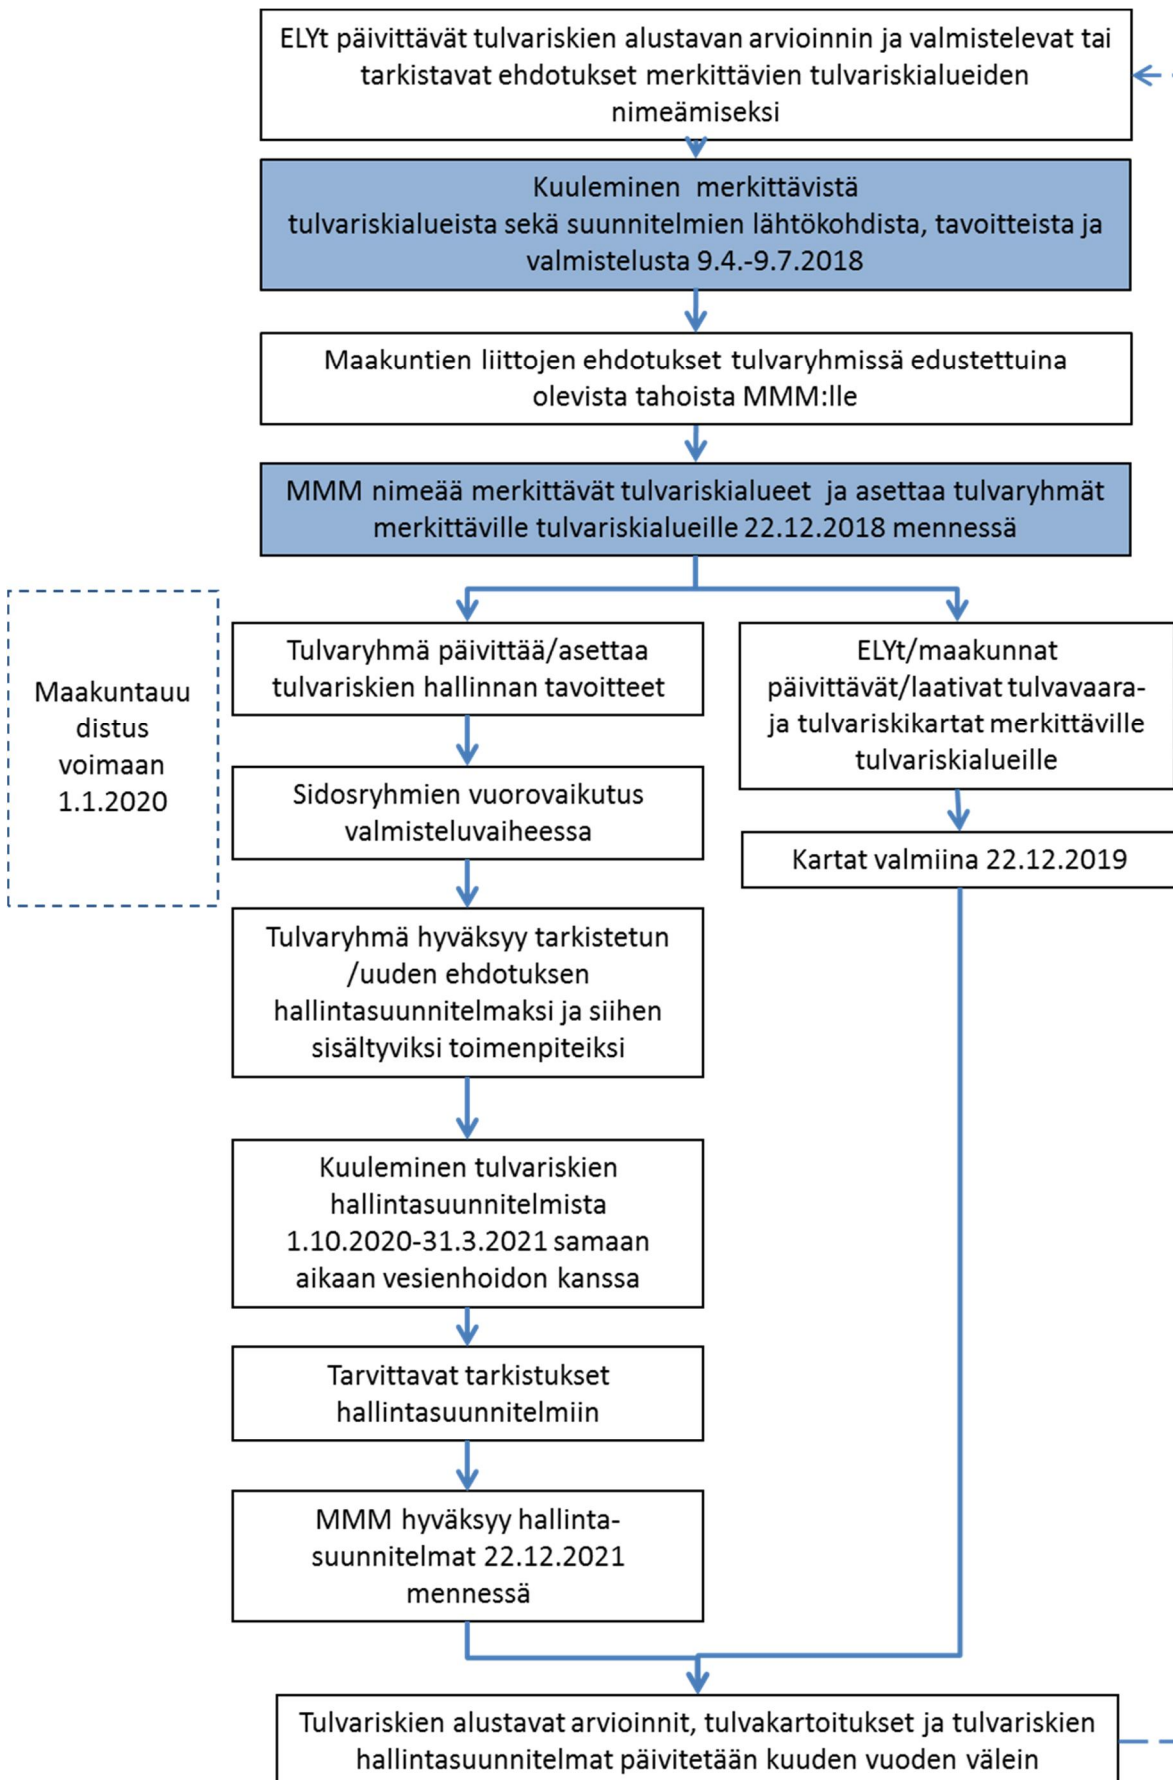 ELYt päivittävät tulvariskien alustavan arvioinnin ja valmistelevat tai
tarkistavat ehdotukset merkittävien tulvariskialueiden
nimeämiseksi
Kuuleminen merkittävistä
tulvariskialueista sekä suunnitelmien lähtökohdista, tavoitteista ja
valmistelusta 9.4.-9.7.2018
Maakuntien liittojen ehdotukset tulvaryhmissä edustettuina
olevista tahoista MMM:lle
MMM nimeää merkittävät tulvariskialueet ja asettaa tulvaryhmät
merkittäville tulvariskialueille 22.12.2018 mennessä
Maakuntauu
distus
voimaan
1.1.2020
Tulvaryhmä päivittää/asettaa
tulvariskien hallinnan tavoitteet
Sidosryhmien vuorovaikutus
valmisteluvaiheessa
Tulvaryhmä hyväksyy tarkistetun
/uuden ehdotuksen
hallintasuunnitelmaksi ja siihen
sisältyviksi toimenpiteiksi
Kuuleminen tulvariskien
hallintasuunnitelmista
1.10.2020-31.3.2021 samaan
aikaan vesienhoidon kanssa
Tarvittavat tarkistukset
hallintasuunnitelmiin
MMM hyväksyy hallinta-
suunnitelmat 22.12.2021
mennessä
ELYt/maakunnat
päivittävät/laativat tulvavaara-
ja tulvariskikartat merkittäville
tulvariskialueille
Kartat valmiina 22.12.2019
Tulvariskien alustavat arvioinnit, tulvakartoitukset ja tulvariskien
hallintasuunnitelmat päivitetään kuuden vuoden välein